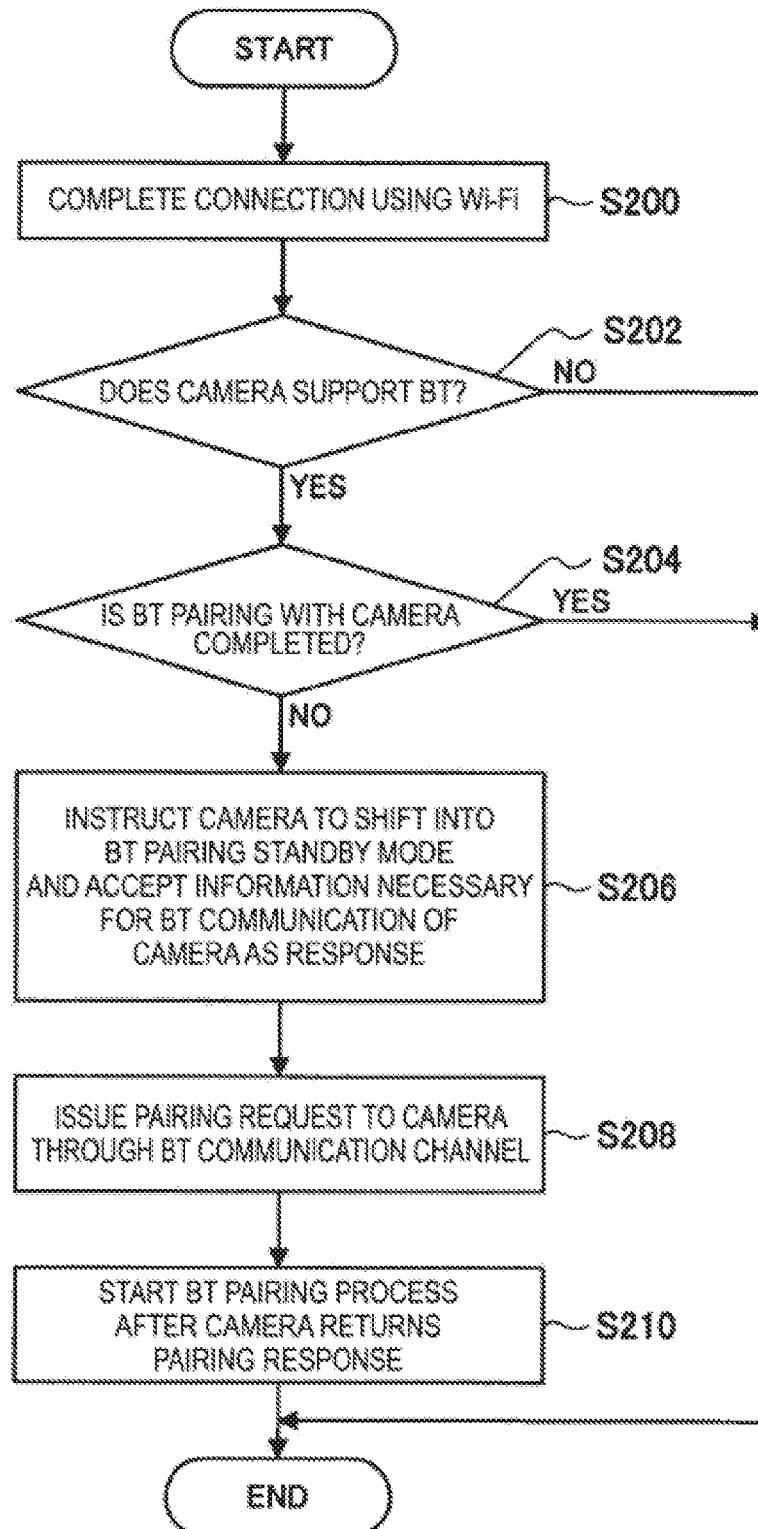 START
COMPLETE CONNECTION USING Wi-Fi
S200
S202
DOES CAMERA SUPPORT BT?
NO
YES
S204
IS BT PAIRING WITH CAMERA
COMPLETED?
YES
NO
INSTRUCT CAMERA TO SHIFT INTO
BT PAIRING STANDBY MODE
AND ACCEPT INFORMATION NECESSARY
FOR BT COMMUNICATION OF
CAMERA AS RESPONSE
S206
ISSUE PAIRING REQUEST TO CAMERA
THROUGH BT COMMUNICATION CHANNEL
S208
START BT PAIRING PROCESS
AFTER CAMERA RETURNS
PAIRING RESPONSE
S210
END